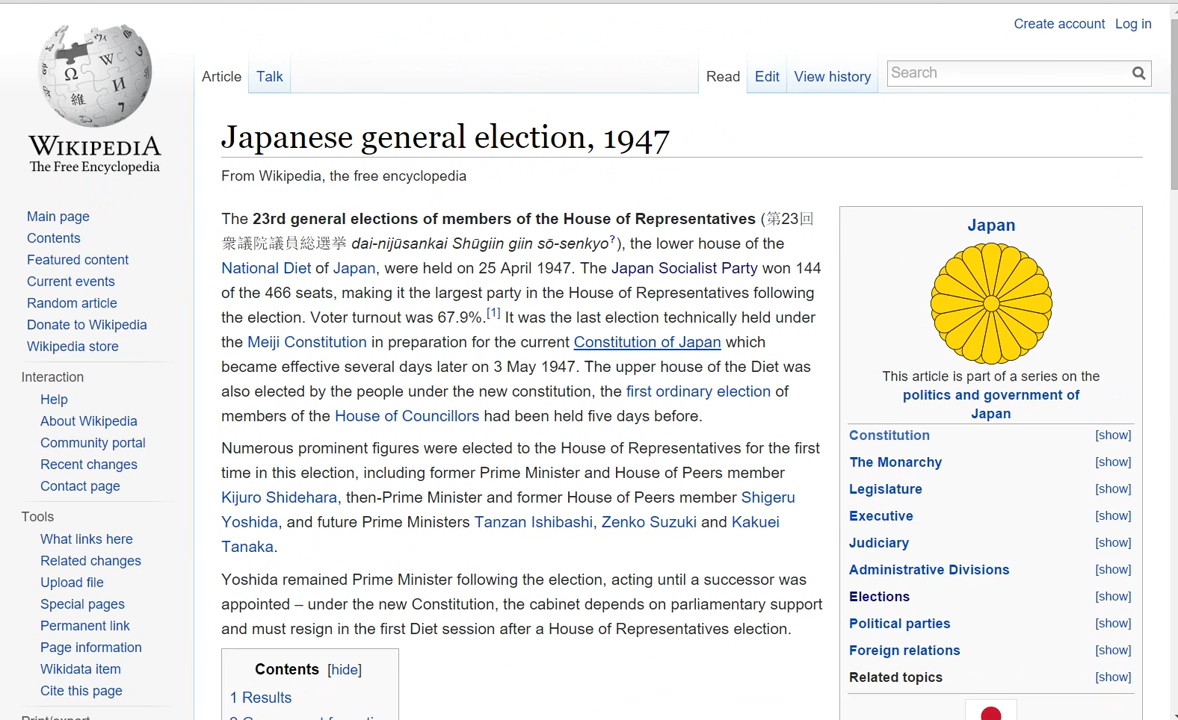 Create account Log in
Article Talk Read Edit View history Search
WIKIPEDIA
The Free Encyclopedia
Main page
Contents
Featured content
Current events
Random article
Donate to Wikipedia
Wikipedia store
Interaction
Help
About Wikipedia
Community portal
Recent changes
Contact page
Tools
What links here
Related changes
Upload file
Special pages
Permanent link
Page information
Wikidata item
Cite this page
Print/export
Japanese general election, 1947
From Wikipedia, the free encyclopedia
The 23rd general elections of members of the House of Representatives (第23回
衆議院議員総選挙 dai-nijūsankai Shūgiin giin sō-senkyo?), the lower house of the
National Diet of Japan, were held on 25 April 1947. The Japan Socialist Party won 144
of the 466 seats, making it the largest party in the House of Representatives following
the election. Voter turnout was 67.9%.[1] It was the last election technically held under
the Meiji Constitution in preparation for the current Constitution of Japan which
became effective several days later on 3 May 1947. The upper house of the Diet was
also elected by the people under the new constitution, the first ordinary election of
members of the House of Councillors had been held five days before.
Numerous prominent figures were elected to the House of Representatives for the first
time in this election, including former Prime Minister and House of Peers member
Kijuro Shidehara, then-Prime Minister and former House of Peers member Shigeru
Yoshida, and future Prime Ministers Tanzan Ishibashi, Zenko Suzuki and Kakuei
Tanaka.
Yoshida remained Prime Minister following the election, acting until a successor was
appointed – under the new Constitution, the cabinet depends on parliamentary support
and must resign in the first Diet session after a House of Representatives election.
Contents [hide]
1 Results
Japan
This article is part of a series on the
politics and government of
Japan
Constitution [show]
The Monarchy [show]
Legislature [show]
Executive [show]
Judiciary [show]
Administrative Divisions [show]
Elections [show]
Political parties [show]
Foreign relations [show]
Related topics [show]